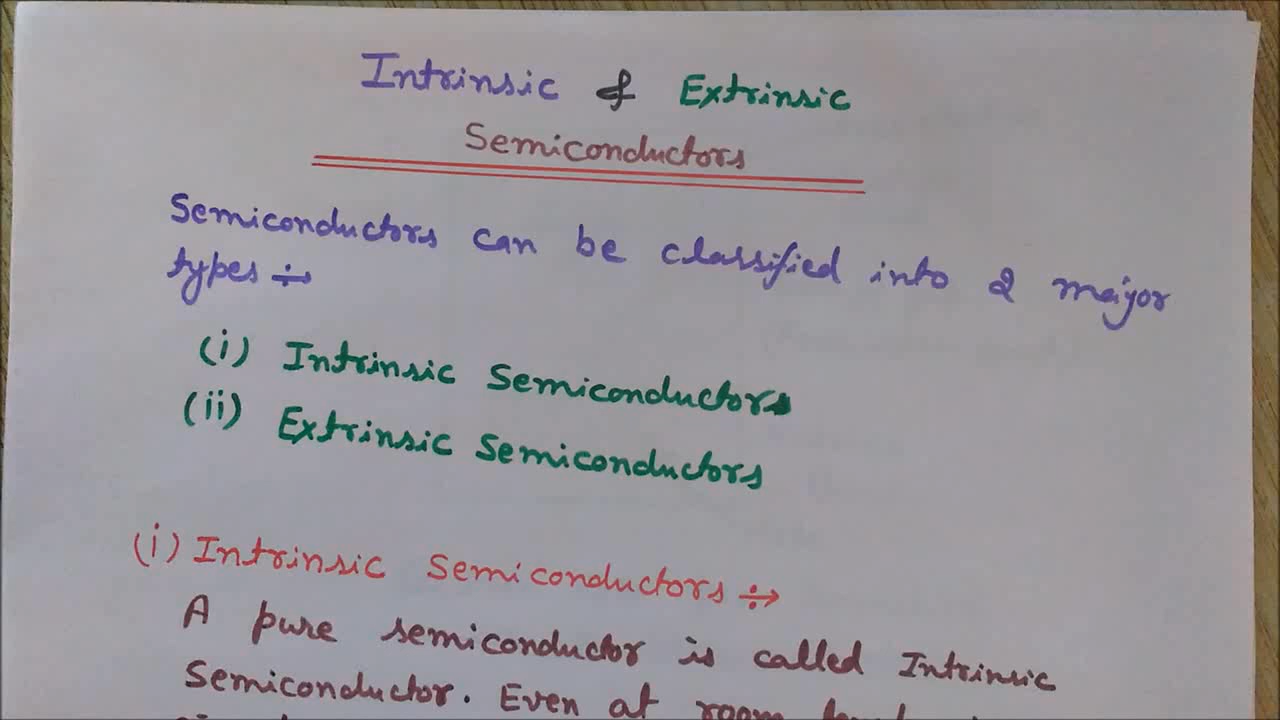 Intrinsic & Extrinsic
Semiconductors
Semiconductors can be classified into 2 major
types :-
(i) Intrinsic Semiconductors
(ii) Extrinsic Semiconductors
(i) Intrinsic Semiconductors :-
A pure semiconductor is called Intrinsic
Semiconductor. Even at room